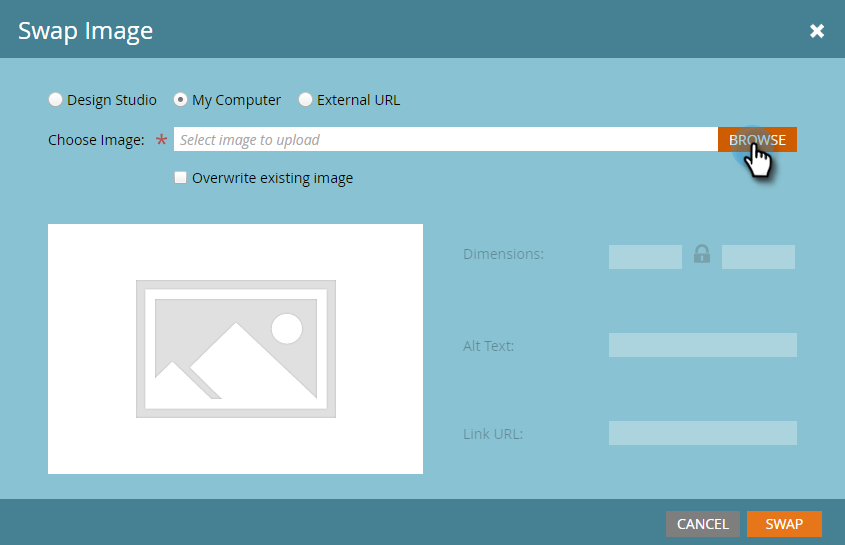 Swap Image
Design Studio My Computer External URL
Choose Image: * Select image to upload BROWSE
Overwrite existing image
Dimensions:
Alt Text:
Link URL:
CANCEL SWAP